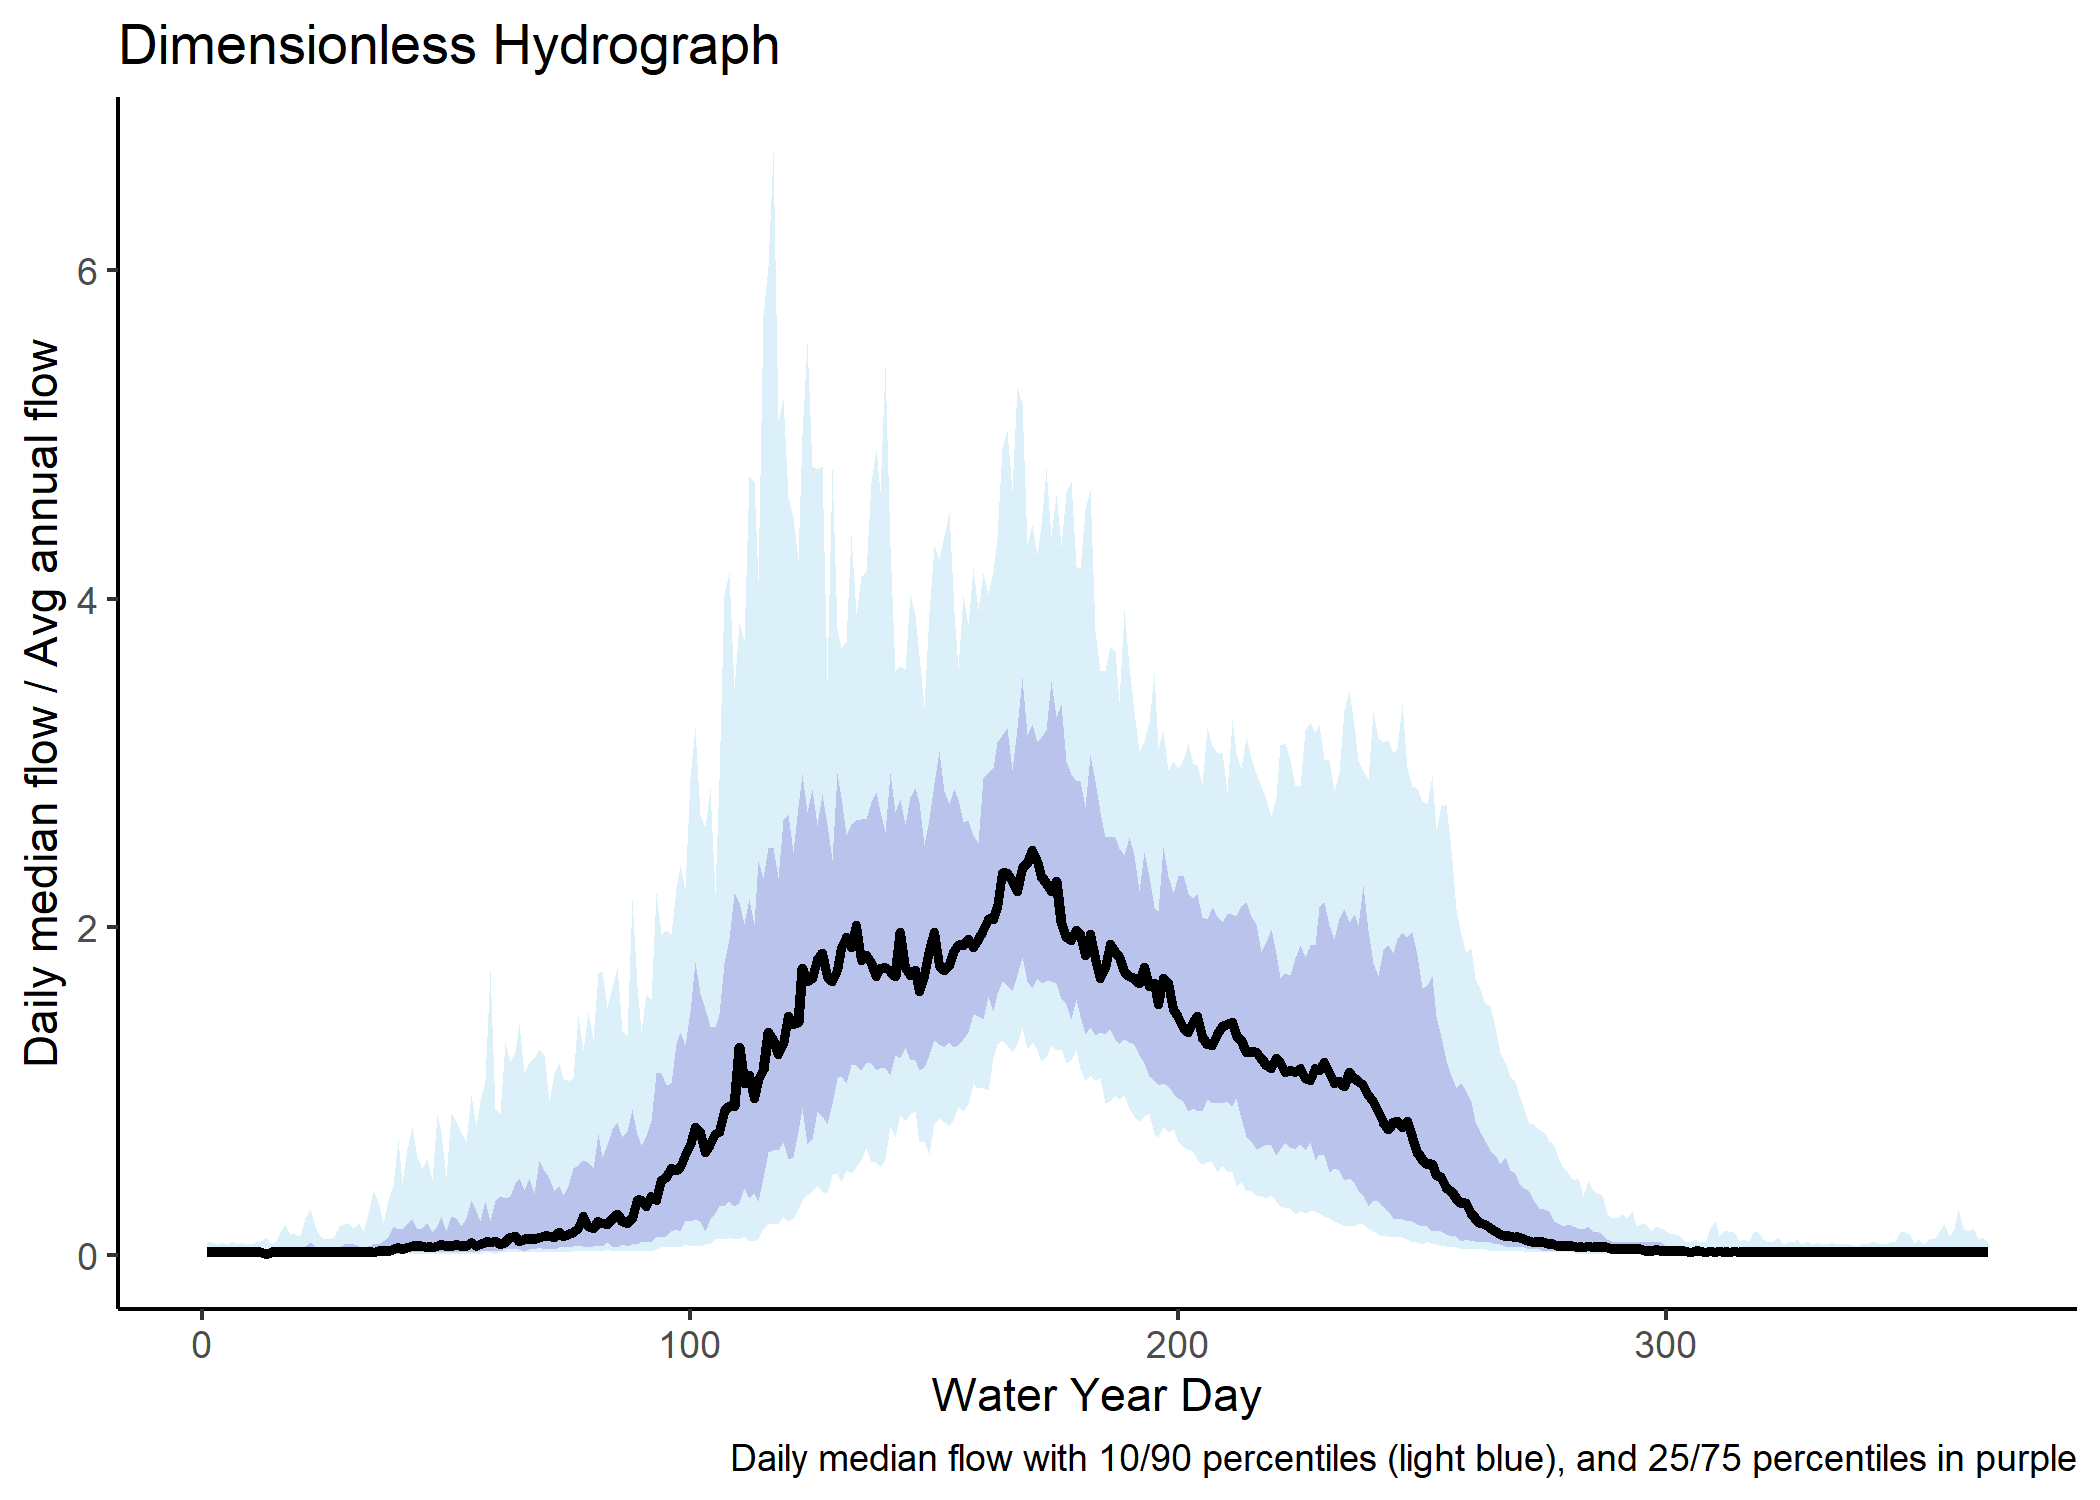 Dimensionless Hydrograph
Daily median flow / Avg annual flow
6
4
2
0
0
100
200
300
Water Year Day
Daily median flow with 10/90 percentiles (light blue), and 25/75 percentiles in purple